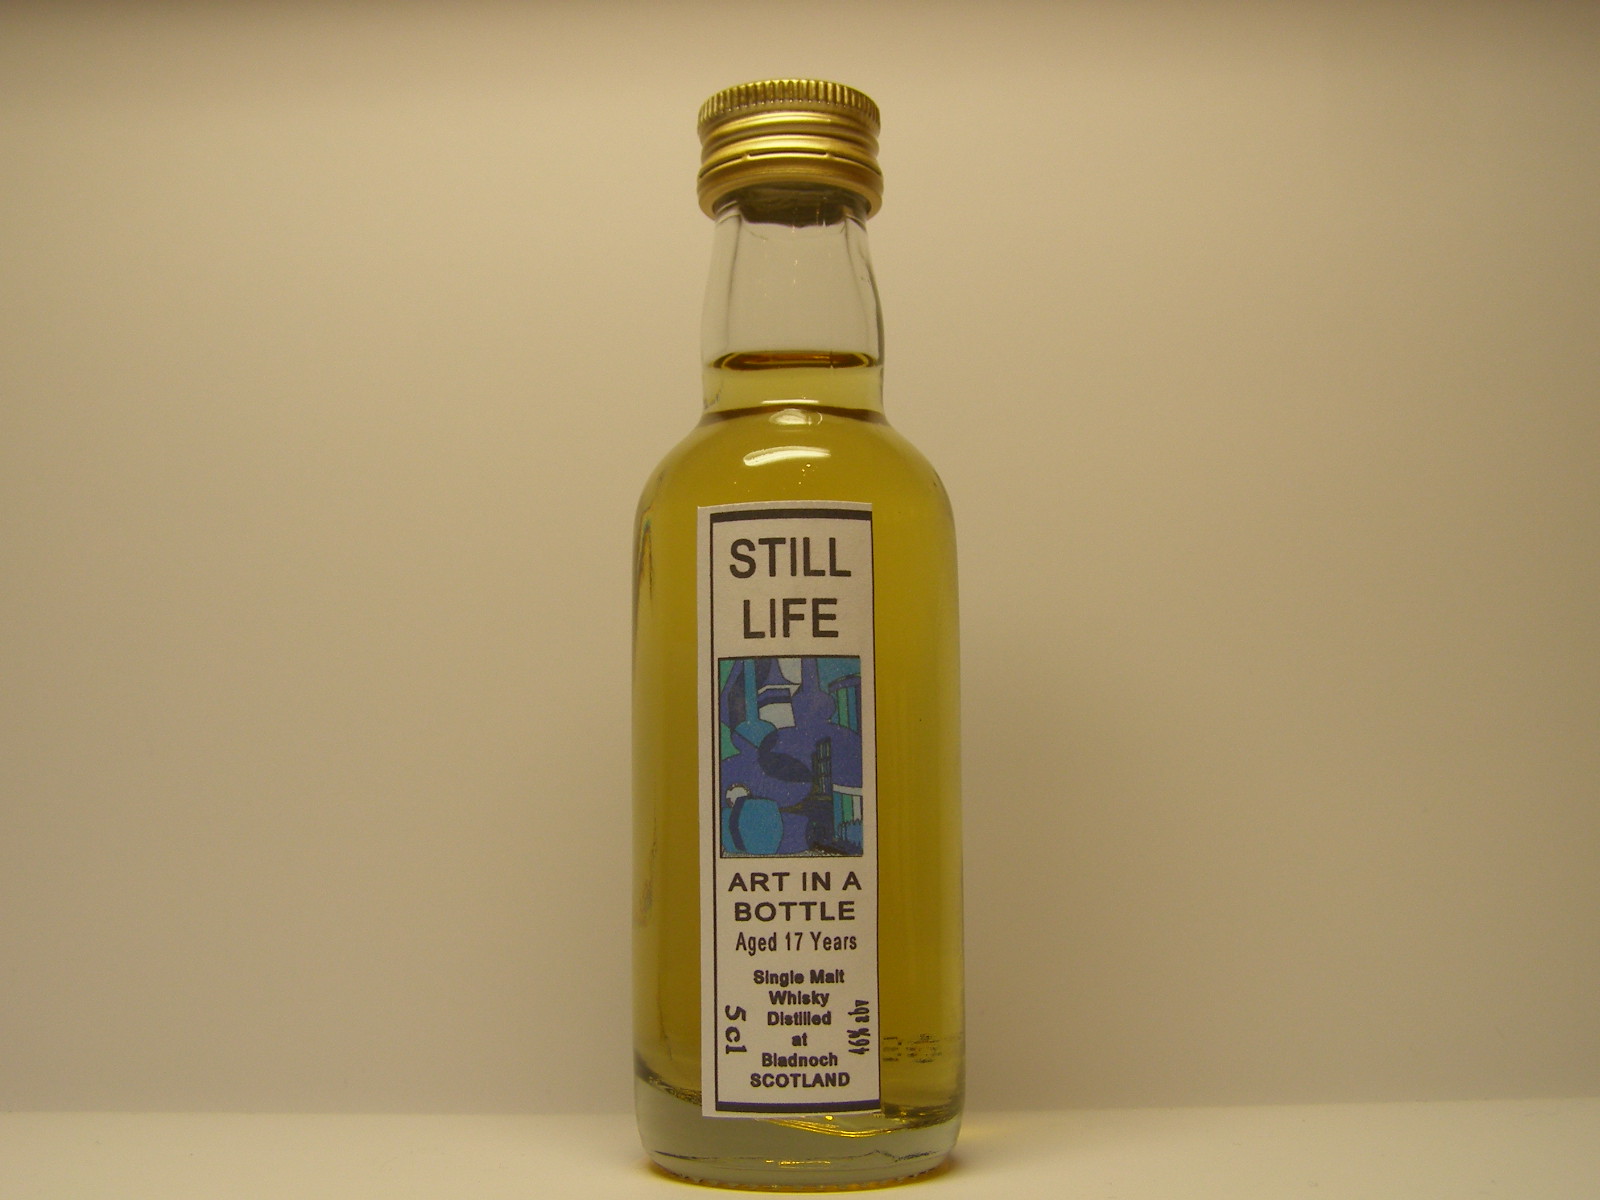 STILL
LIFE
ART IN A
BOTTLE
Aged 17 Years
Single Malt
Whisky
Distilled
at
Bladnoch
SCOTLAND
5cl
46% abv